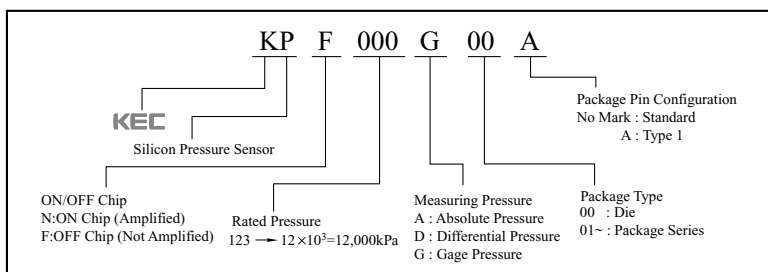 KP F 000 G 00 A
KEC
Silicon Pressure Sensor
ON/OFF Chip
N:ON Chip (Amplified)
F:OFF Chip (Not Amplified)
Rated Pressure
123 → 12×10³=12,000kPa
Measuring Pressure
A : Absolute Pressure
D : Differential Pressure
G : Gage Pressure
Package Type
00 : Die
01~ : Package Series
Package Pin Configuration
No Mark : Standard
A : Type 1